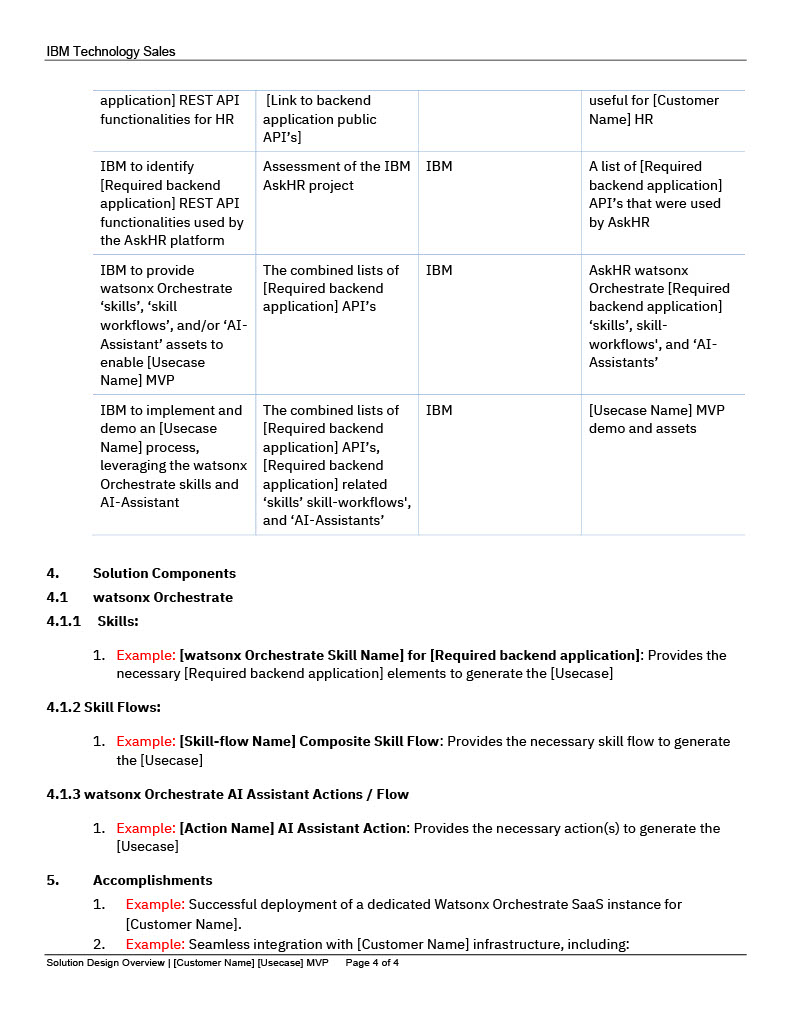 IBM Technology Sales
application] REST API
functionalities for HR
[Link to backend
application public
API’s]
useful for [Customer
Name] HR
IBM to identify
[Required backend
application] REST API
functionalities used by
the AskHR platform
Assessment of the IBM
AskHR project
IBM
A list of [Required
backend application]
API’s that were used
by AskHR
IBM to provide
watsonx Orchestrate
‘skills’, ‘skill
workflows’, and/or ‘AI-
Assistant’ assets to
enable [Usecase
Name] MVP
The combined lists of
[Required backend
application] API’s
IBM
AskHR watsonx
Orchestrate [Required
backend application]
‘skills’, skill-
workflows', and ‘AI-
Assistants’
IBM to implement and
demo an [Usecase
Name] process,
leveraging the watsonx
Orchestrate skills and
AI-Assistant
The combined lists of
[Required backend
application] API’s,
[Required backend
application] related
‘skills’ skill-workflows',
and ‘AI-Assistants’
IBM
[Usecase Name] MVP
demo and assets
4. Solution Components
4.1 watsonx Orchestrate
4.1.1 Skills:
1. Example: [watsonx Orchestrate Skill Name] for [Required backend application]: Provides the
necessary [Required backend application] elements to generate the [Usecase]
4.1.2 Skill Flows:
1. Example: [Skill-flow Name] Composite Skill Flow: Provides the necessary skill flow to generate
the [Usecase]
4.1.3 watsonx Orchestrate AI Assistant Actions / Flow
1. Example: [Action Name] AI Assistant Action: Provides the necessary action(s) to generate the
[Usecase]
5. Accomplishments
1. Example: Successful deployment of a dedicated Watsonx Orchestrate SaaS instance for
[Customer Name].
2. Example: Seamless integration with [Customer Name] infrastructure, including:
Solution Design Overview | [Customer Name] [Usecase] MVP Page 4 of 4